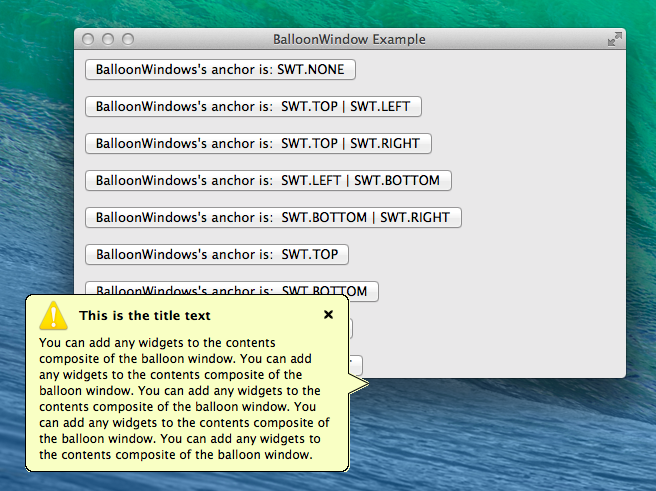 BalloonWindow Example
BalloonWindows's anchor is: SWT.NONE
BalloonWindows's anchor is:  SWT.TOP | SWT.LEFT
BalloonWindows's anchor is:  SWT.TOP | SWT.RIGHT
BalloonWindows's anchor is:  SWT.LEFT | SWT.BOTTOM
BalloonWindows's anchor is:  SWT.BOTTOM | SWT.RIGHT
BalloonWindows's anchor is:  SWT.TOP
BalloonWindows's anchor is:  SWT.BOTTOM
This is the title text
You can add any widgets to the contents
composite of the balloon window. You can add
any widgets to the contents composite of the
balloon window. You can add any widgets to the
contents composite of the balloon window. You
can add any widgets to the contents composite of
the balloon window. You can add any widgets to
the contents composite of the balloon window.